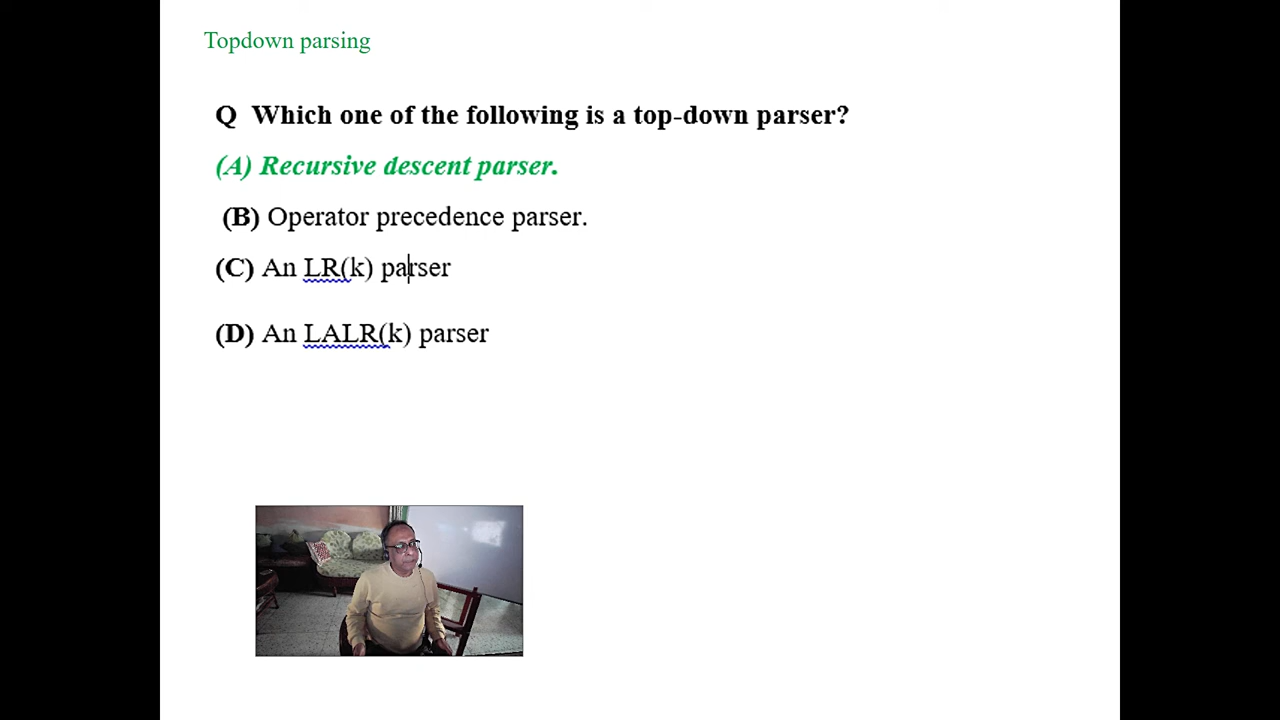 Topdown parsing
Q Which one of the following is a top-down parser?
(A) Recursive descent parser.
(B) Operator precedence parser.
(C) An LR(k) parser
(D) An LALR(k) parser